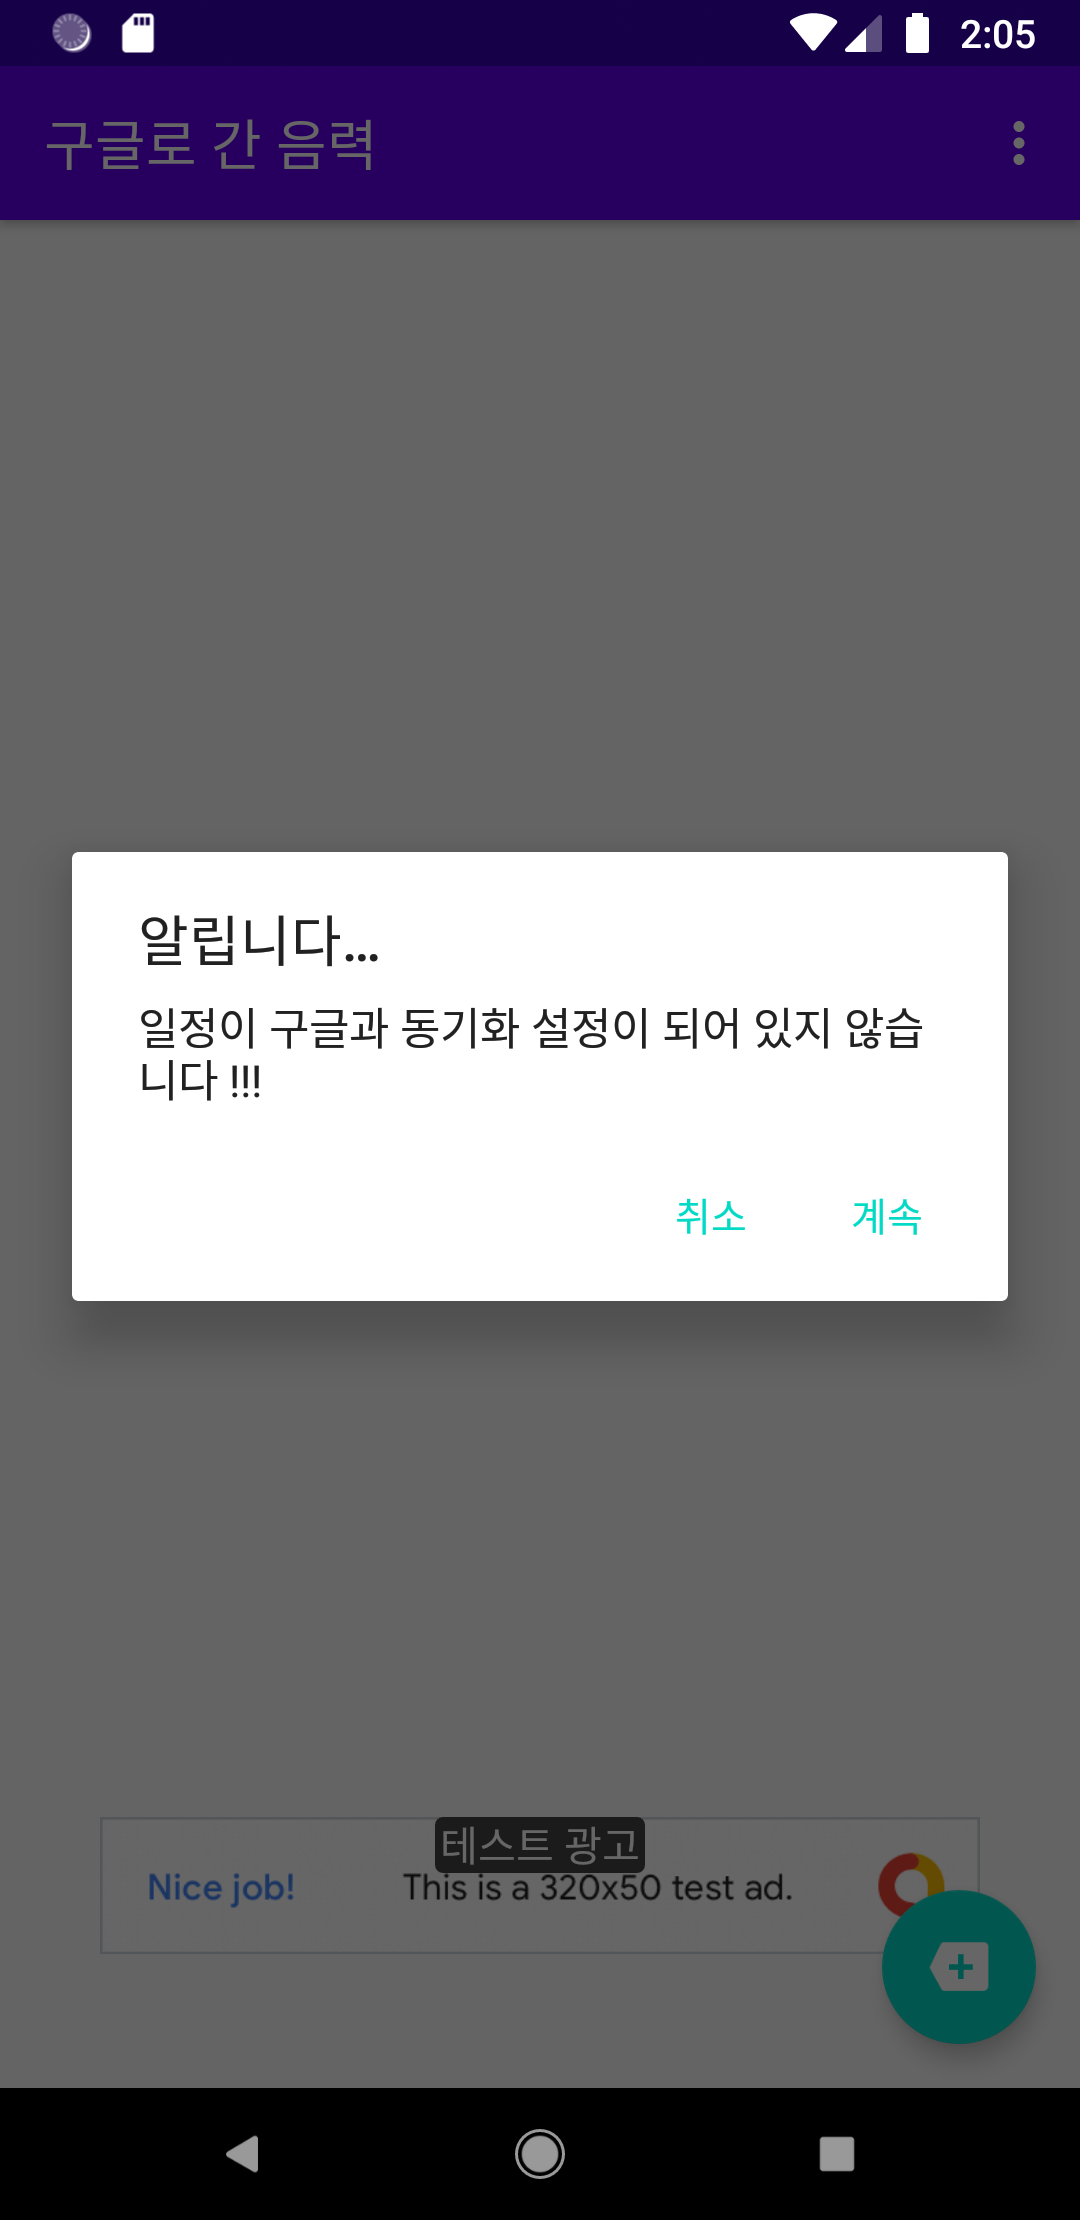 2:05
구글로 간 음력
알립니다...
일정이 구글과 동기화 설정이 되어 있지 않습
니다 !!!
취소 계속
테스트 광고
Nice job! This is a 320x50 test ad.